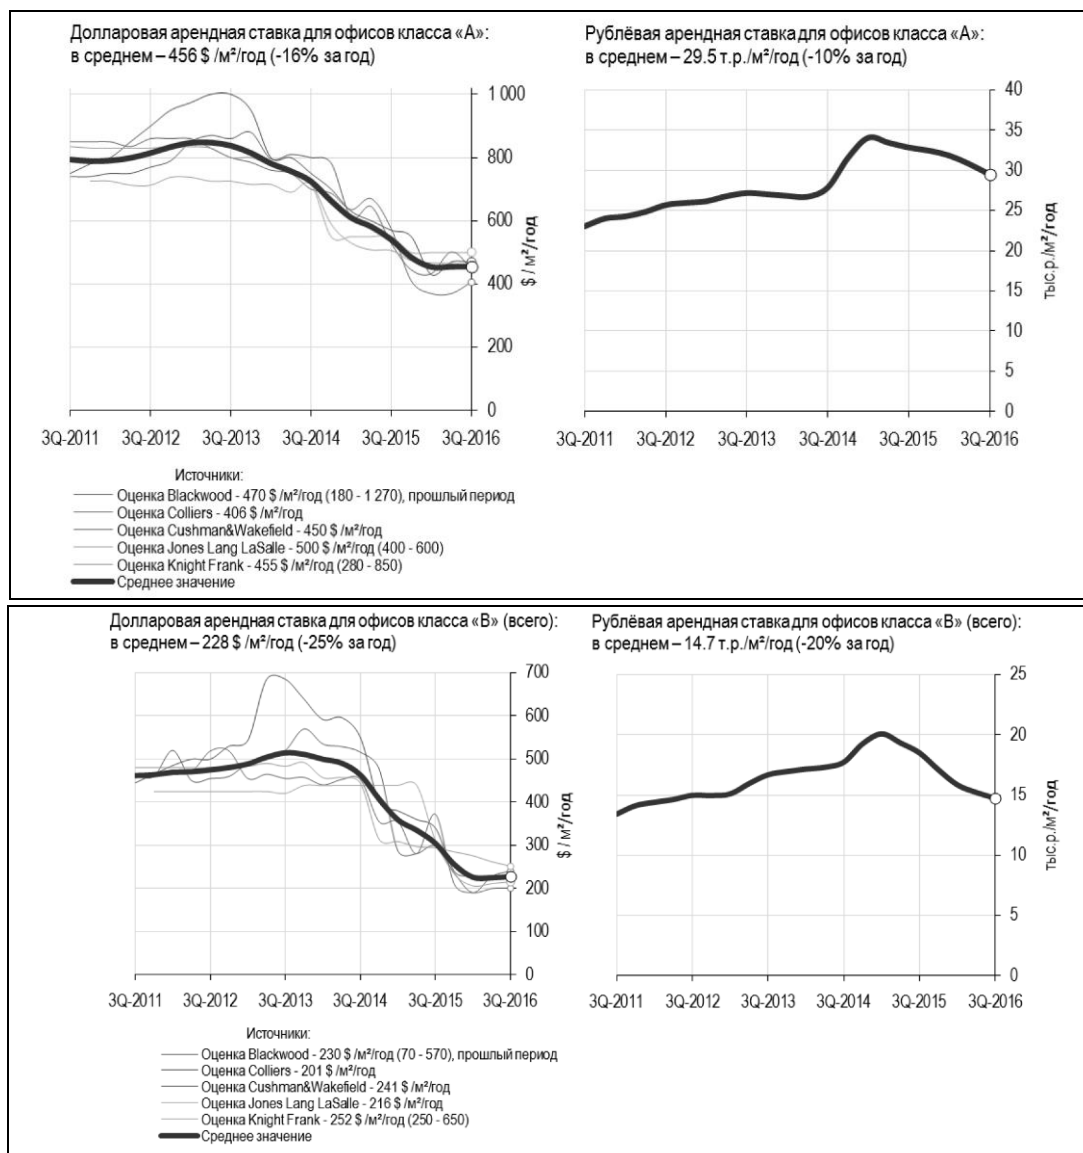 Долларовая арендная ставка для офисов класса «А»:
в среднем – 456 $ /м²/год (-16% за год)
1 000
800
600
400
200
0
$ / м²/год
3Q-2011 3Q-2012 3Q-2013 3Q-2014 3Q-2015 3Q-2016
Источники:
Оценка Blackwood - 470 $ /м²/год (180 - 1 270), прошлый период
Оценка Colliers - 406 $ /м²/год
Оценка Cushman&Wakefield - 450 $ /м²/год
Оценка Jones Lang LaSalle - 500 $ /м²/год (400 - 600)
Оценка Knight Frank - 455 $ /м²/год (280 - 850)
Среднее значение
Рублёвая арендная ставка для офисов класса «А»:
в среднем – 29.5 т.р./м²/год (-10% за год)
40
35
30
25
20
15
10
5
0
тыс.р./м²/год
3Q-2011 3Q-2012 3Q-2013 3Q-2014 3Q-2015 3Q-2016
Долларовая арендная ставка для офисов класса «В» (всего):
в среднем – 228 $ /м²/год (-25% за год)
700
600
500
400
300
200
100
0
$ / м²/год
3Q-2011 3Q-2012 3Q-2013 3Q-2014 3Q-2015 3Q-2016
Источники:
Оценка Blackwood - 230 $ /м²/год (70 - 570), прошлый период
Оценка Colliers - 201 $ /м²/год
Оценка Cushman&Wakefield - 241 $ /м²/год
Оценка Jones Lang LaSalle - 216 $ /м²/год
Оценка Knight Frank - 252 $ /м²/год (250 - 650)
Среднее значение
Рублёвая арендная ставка для офисов класса «В» (всего):
в среднем – 14.7 т.р./м²/год (-20% за год)
25
20
15
10
5
0
тыс.р./м²/год
3Q-2011 3Q-2012 3Q-2013 3Q-2014 3Q-2015 3Q-2016